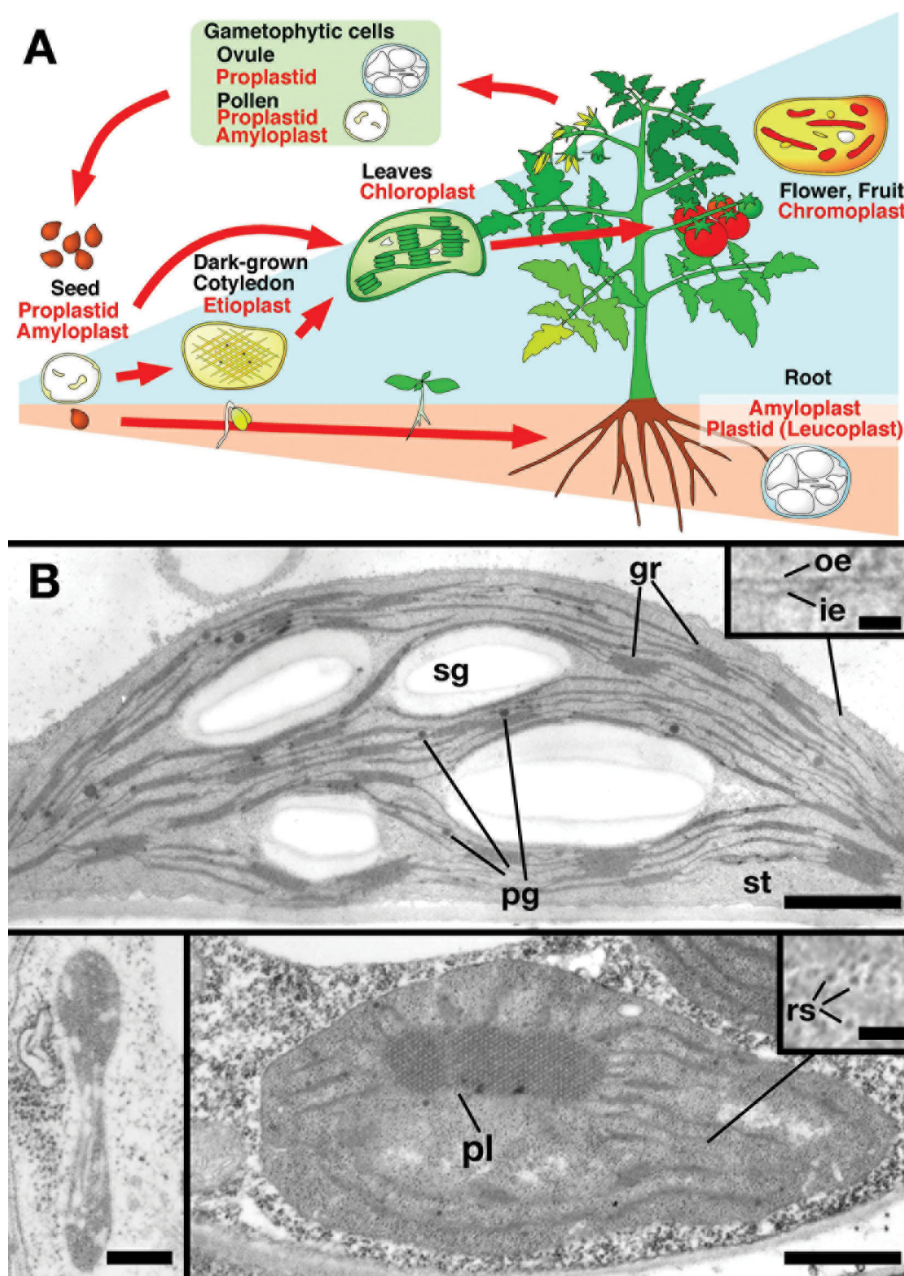 A
Gametophytic cells
Ovule
Proplastid
Pollen
Proplastid
Amyloplast
Leaves
Chloroplast
Flower, Fruit
Chromoplast
Dark-grown
Cotyledon
Etioplast
Seed
Proplastid
Amyloplast
Root
Amyloplast
Plastid (Leucoplast)
B
gr
oe
ie
sg
pg
st
rs
pl